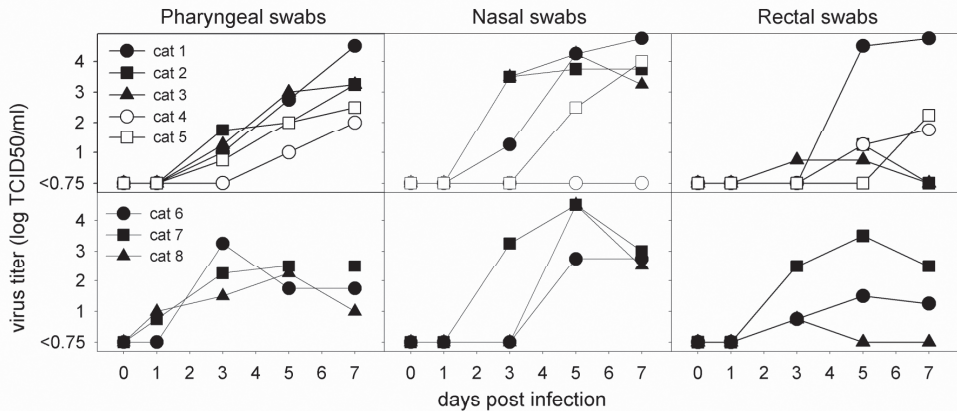 Pharyngeal swabs
Nasal swabs
Rectal swabs
virus titer (log TCID50/ml)
cat 1
cat 2
cat 3
cat 4
cat 5
4
3
2
1
<0.75
cat 6
cat 7
cat 8
4
3
2
1
<0.75
0 1 2 3 4 5 6 7
0 1 2 3 4 5 6 7
0 1 2 3 4 5 6 7
days post infection